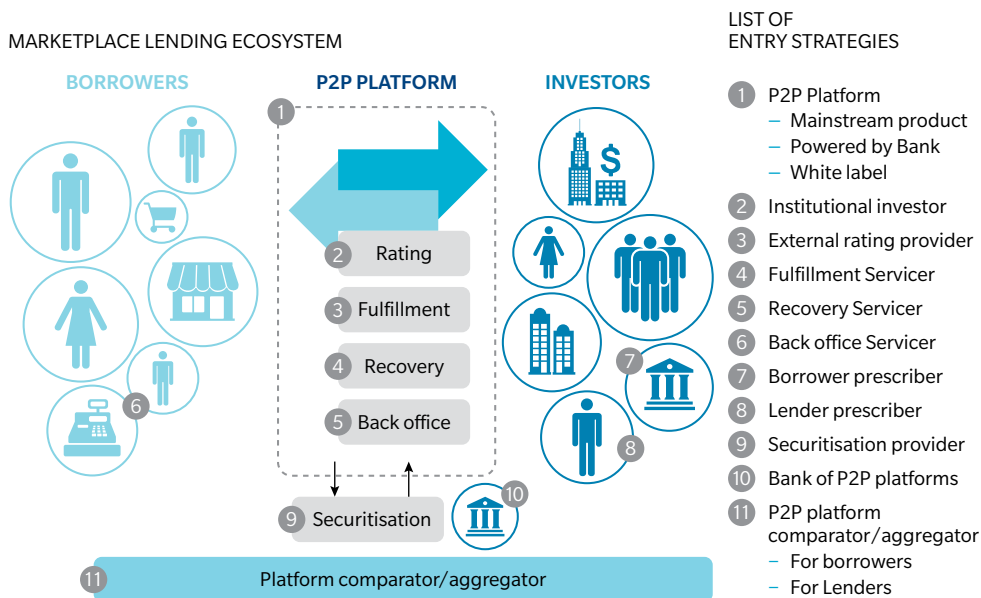 MARKETPLACE LENDING ECOSYSTEM
BORROWERS
P2P PLATFORM
INVESTORS
1
$
2 Rating
3 Fulfillment
4 Recovery
5 Back office
6
7
8
9 Securitisation
10
11 Platform comparator/aggregator
LIST OF
ENTRY STRATEGIES
1 P2P Platform
– Mainstream product
– Powered by Bank
– White label
2 Institutional investor
3 External rating provider
4 Fulfillment Servicer
5 Recovery Servicer
6 Back office Servicer
7 Borrower prescriber
8 Lender prescriber
9 Securitisation provider
10 Bank of P2P platforms
11 P2P platform
comparator/aggregator
– For borrowers
– For Lenders